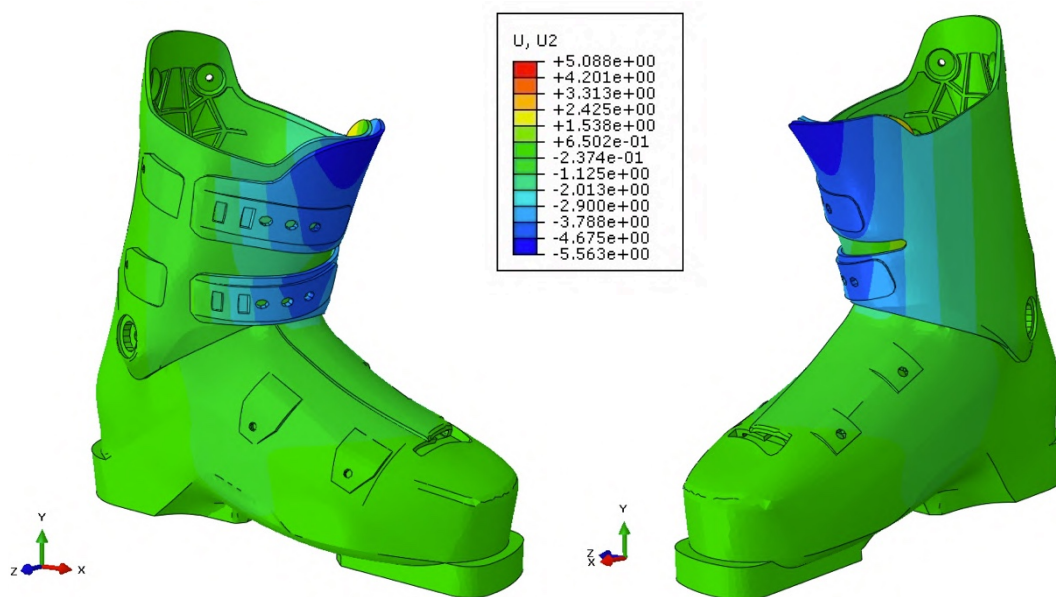 U, U2
+5.088e+00
+4.201e+00
+3.313e+00
+2.425e+00
+1.538e+00
+6.502e-01
-2.374e-01
-1.125e+00
-2.013e+00
-2.900e+00
-3.788e+00
-4.675e+00
-5.563e+00
Y
Z
X
Y
Z
X